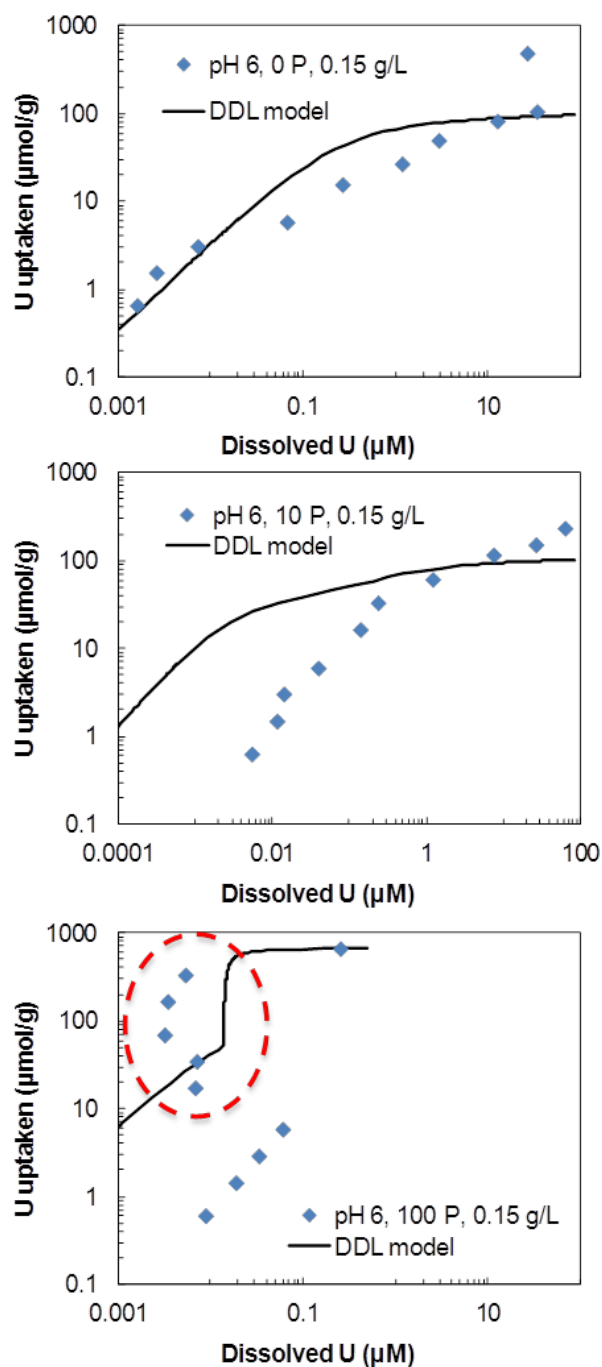 1000
100
10
1
0.1
U uptaken (μmol/g)
pH 6, 0 P, 0.15 g/L
DDL model
0.001
0.1
10
Dissolved U (μM)
1000
100
10
1
0.1
U uptaken (μmol/g)
pH 6, 10 P, 0.15 g/L
DDL model
0.0001
0.01
1
100
Dissolved U (μM)
1000
100
10
1
0.1
U uptaken (μmol/g)
pH 6, 100 P, 0.15 g/L
DDL model
0.001
0.1
10
Dissolved U (μM)